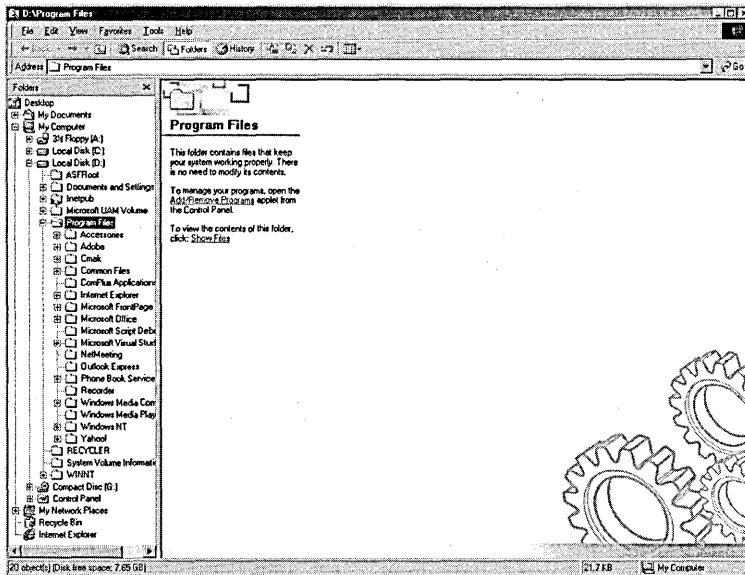 D:\Program Files
File Edit View Favorites Tools Help
Back Search Folders History
Address Program Files Go
Folders
Desktop
My Documents
My Computer
3½ Floppy (A:)
Local Disk (C:)
Local Disk (D:)
ASFRoot
Documents and Settings
Inetpub
Microsoft UAM Volume
Program Files
Accessories
Adobe
Cmak
Common Files
ComPlus Applications
Internet Explorer
Microsoft FrontPage
Microsoft Office
Microsoft Script Debu
Microsoft Visual Stud
NetMeeting
Outlook Express
Phone Book Service
Recorder
Windows Media Com
Windows Media Play
Windows NT
Yahoo!
RECYCLER
System Volume Informati
WINNT
Compact Disc (G:)
Control Panel
My Network Places
Recycle Bin
Internet Explorer
Program Files
This folder contains files that keep
your system working properly. There
is no need to modify its contents.
To manage your programs, open the
Add/Remove Programs applet from
the Control Panel.
To view the contents of this folder,
click: Show Files
20 object(s) (Disk free space: 7.65 GB) 21.7 KB My Computer